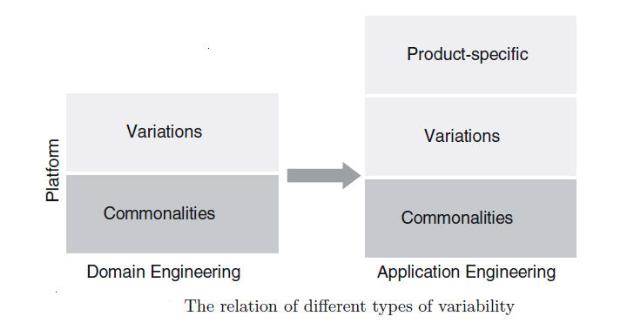 Product-specific
Variations
Variations
Platform
Commonalities
Commonalities
Domain Engineering
Application Engineering
The relation of different types of variability